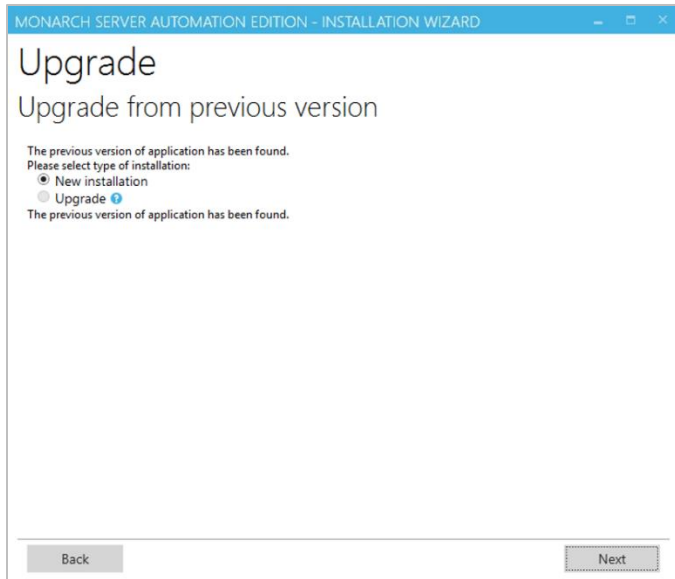 MONARCH SERVER AUTOMATION EDITION - INSTALLATION WIZARD
Upgrade
Upgrade from previous version
The previous version of application has been found.
Please select type of installation:
New installation
Upgrade ?
The previous version of application has been found.
Back
Next